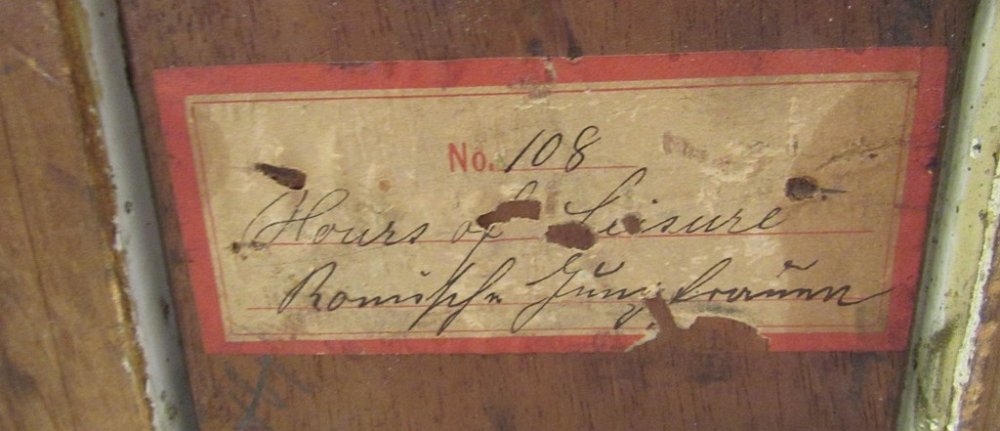 No. 108
Hours of Leisure
Romische Jungfrauen